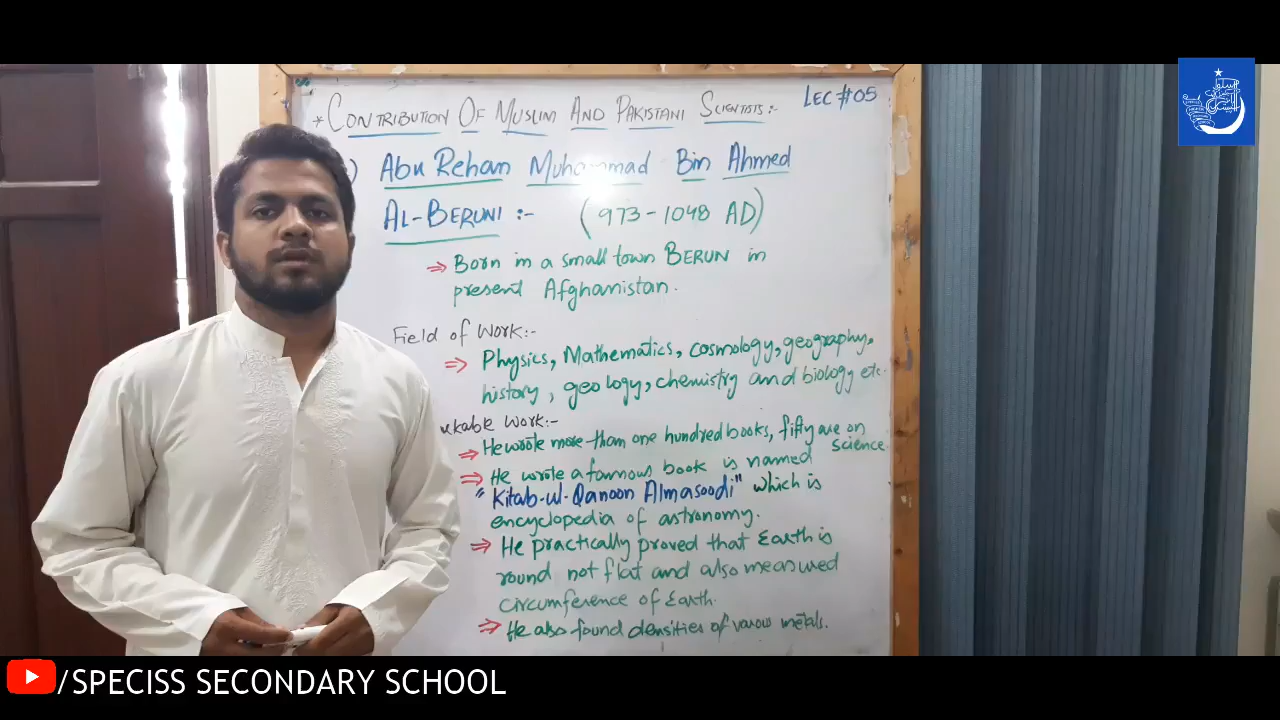 * CONTRIBUTION OF MUSLIM AND PAKISTANI SCIENTISTS:-
LEC #05
) Abu Rehan Muhammad Bin Ahmed
AL-BERUNI :- (973-1048 AD)
⇒ Born in a small town BERUN in
present Afghanistan.
Field of Work:-
⇒ Physics, Mathematics, cosmology, geography,
history, geology, chemistry and biology etc.
ukable Work:-
⇒ He wrote more than one hundred books, fifty are on
science.
⇒ He wrote a famous book is named
"Kitab-ul-Qanoon Almasoodi" which is
encyclopedia of astronomy.
⇒ He practically proved that Earth is
round not flat and also measured
circumference of Earth.
⇒ He also found densities of varous metals.
/SPECISS SECONDARY SCHOOL